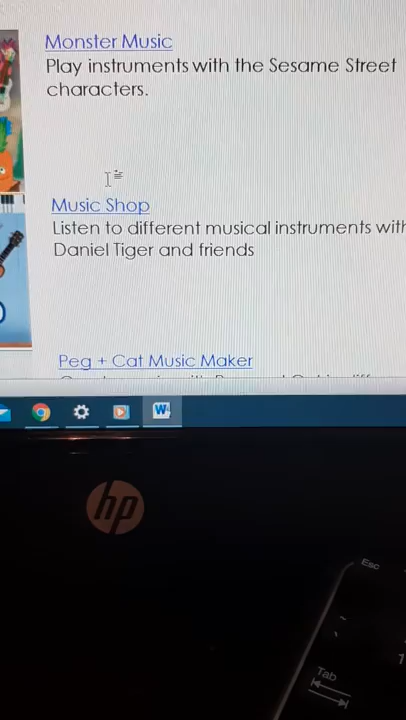 Monster Music
Play instruments with the Sesame Street
characters.
Music Shop
Listen to different musical instruments with
Daniel Tiger and friends
Peg + Cat Music Maker
W
hp
Esc
Tab
1